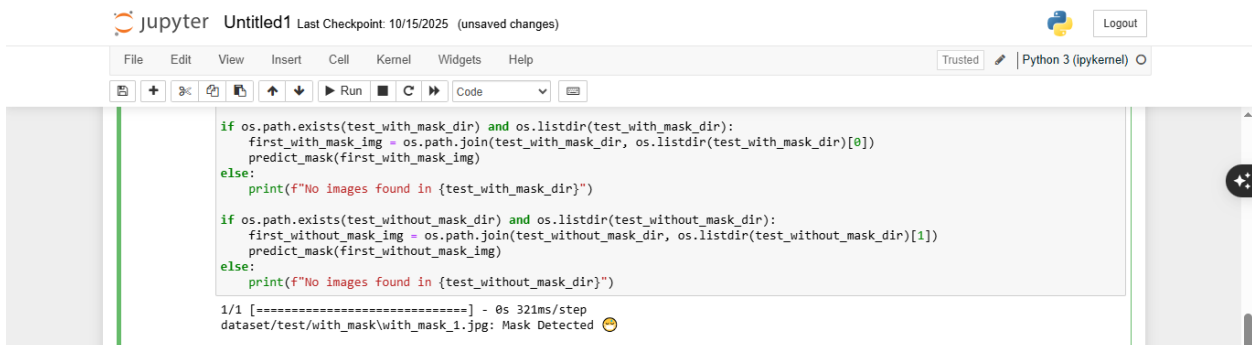 jupyter Untitled1 Last Checkpoint: 10/15/2025 (unsaved changes) Logout
File Edit View Insert Cell Kernel Widgets Help Trusted Python 3 (ipykernel)
Run Code
if os.path.exists(test_with_mask_dir) and os.listdir(test_with_mask_dir):
    first_with_mask_img = os.path.join(test_with_mask_dir, os.listdir(test_with_mask_dir)[0])
    predict_mask(first_with_mask_img)
else:
    print(f"No images found in {test_with_mask_dir}")
if os.path.exists(test_without_mask_dir) and os.listdir(test_without_mask_dir):
    first_without_mask_img = os.path.join(test_without_mask_dir, os.listdir(test_without_mask_dir)[1])
    predict_mask(first_without_mask_img)
else:
    print(f"No images found in {test_without_mask_dir}")
1/1 [==============================] - 0s 321ms/step
dataset/test/with_mask\with_mask_1.jpg: Mask Detected 😷